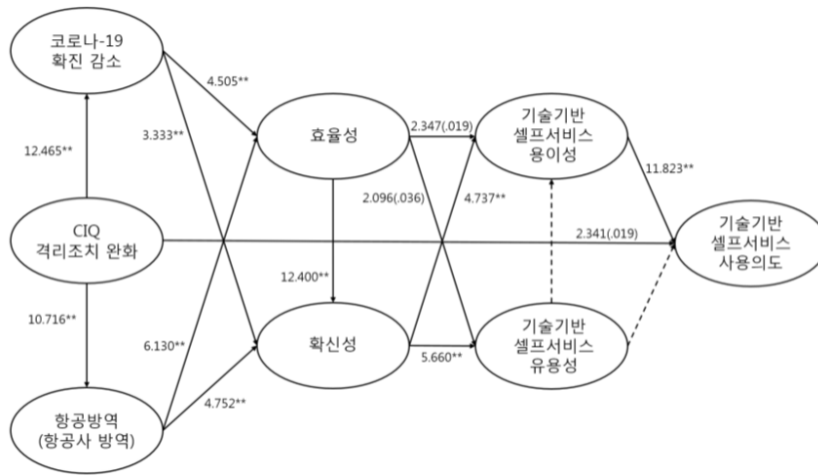 코로나-19
확진 감소
4.505**
3.333**
12.465**
효율성
2.347(.019)
기술기반
셀프서비스
용이성
11.823**
2.096(.036)
4.737**
CIQ
격리조치 완화
2.341(.019)
기술기반
셀프서비스
사용의도
10.716**
12.400**
6.130**
확신성
5.660**
기술기반
셀프서비스
유용성
4.752**
항공방역
(항공사 방역)